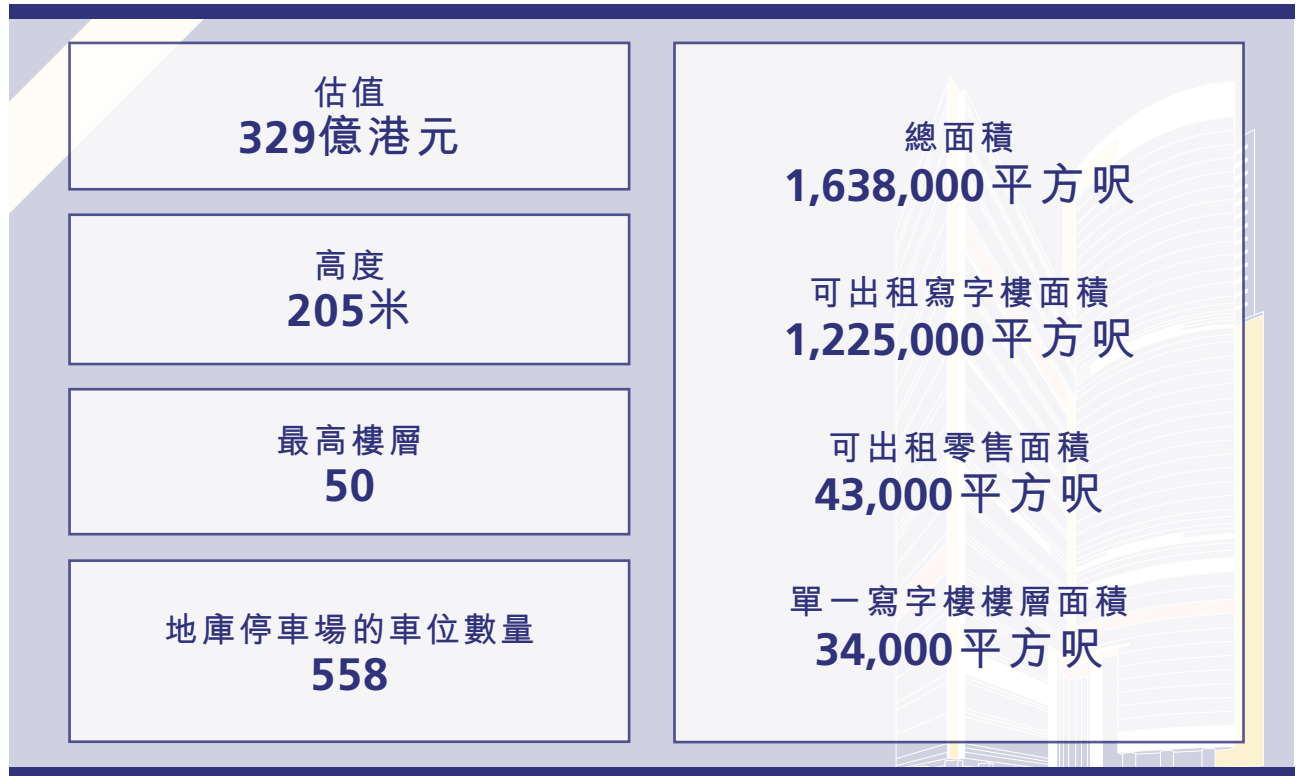 估值
329億港元
高度
205米
最高樓層
50
地庫停車場的車位數量
558
總面積
1,638,000平方呎
可出租寫字樓面積
1,225,000平方呎
可出租零售面積
43,000平方呎
單一寫字樓樓層面積
34,000平方呎